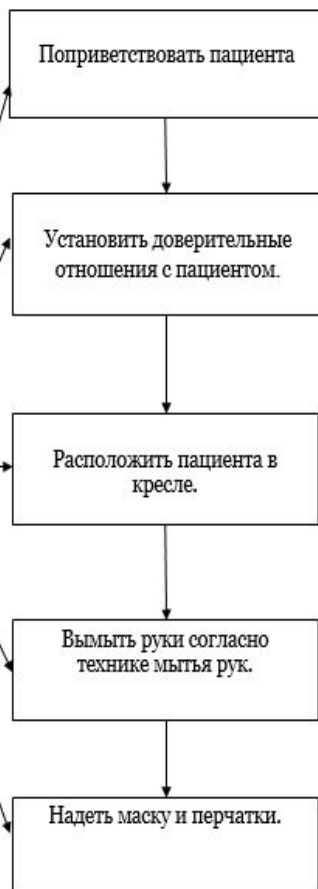 Поприветствовать пациента
Установить доверительные
отношения с пациентом.
Расположить пациента в
кресле.
Вымыть руки согласно
технике мытья рук.
Надеть маску и перчатки.